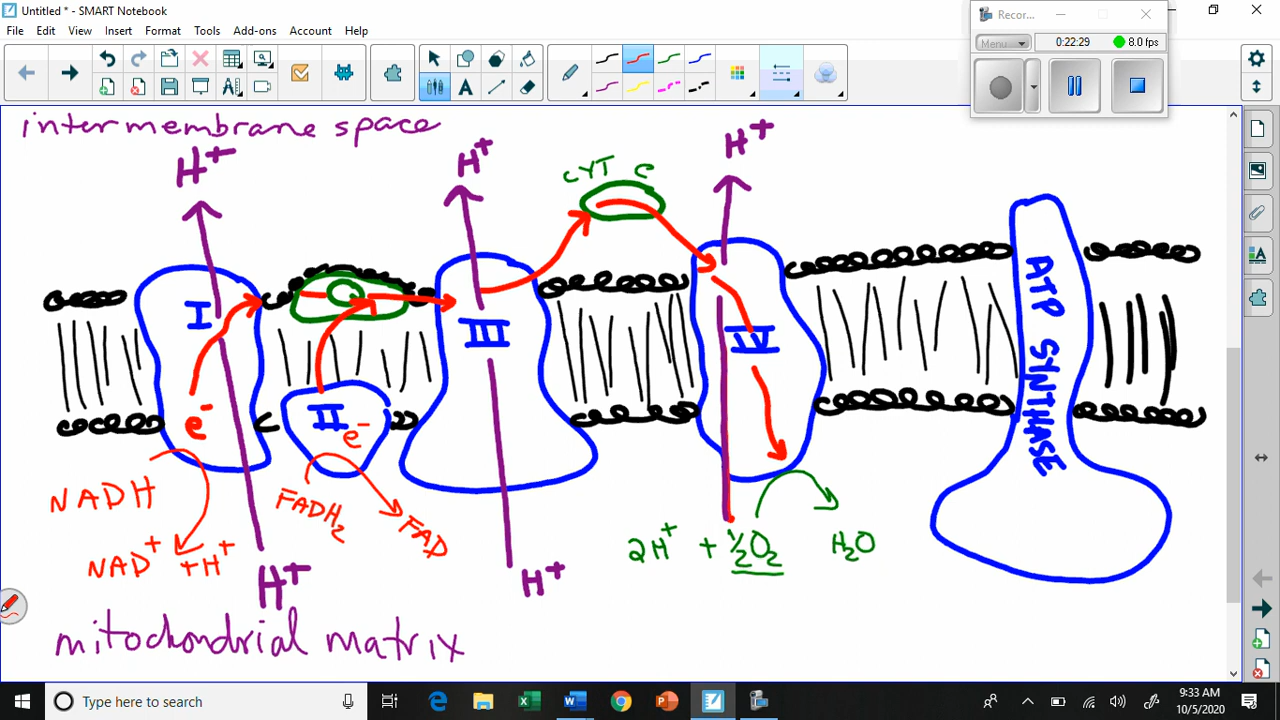 Untitled * - SMART Notebook
Recor...
File Edit View Insert Format Tools Add-ons Account Help
Menu 0:22:29 8.0 fps
intermembrane space
H+
H+
H+
CYT C
I
III
IV
II
e-
e-
ATP SYNTHASE
NADH
NAD+ + H+
FADH2
FAD
2H+ + ½O2
H2O
H+
H+
mitochondrial matrix
Type here to search
9:33 AM
10/5/2020